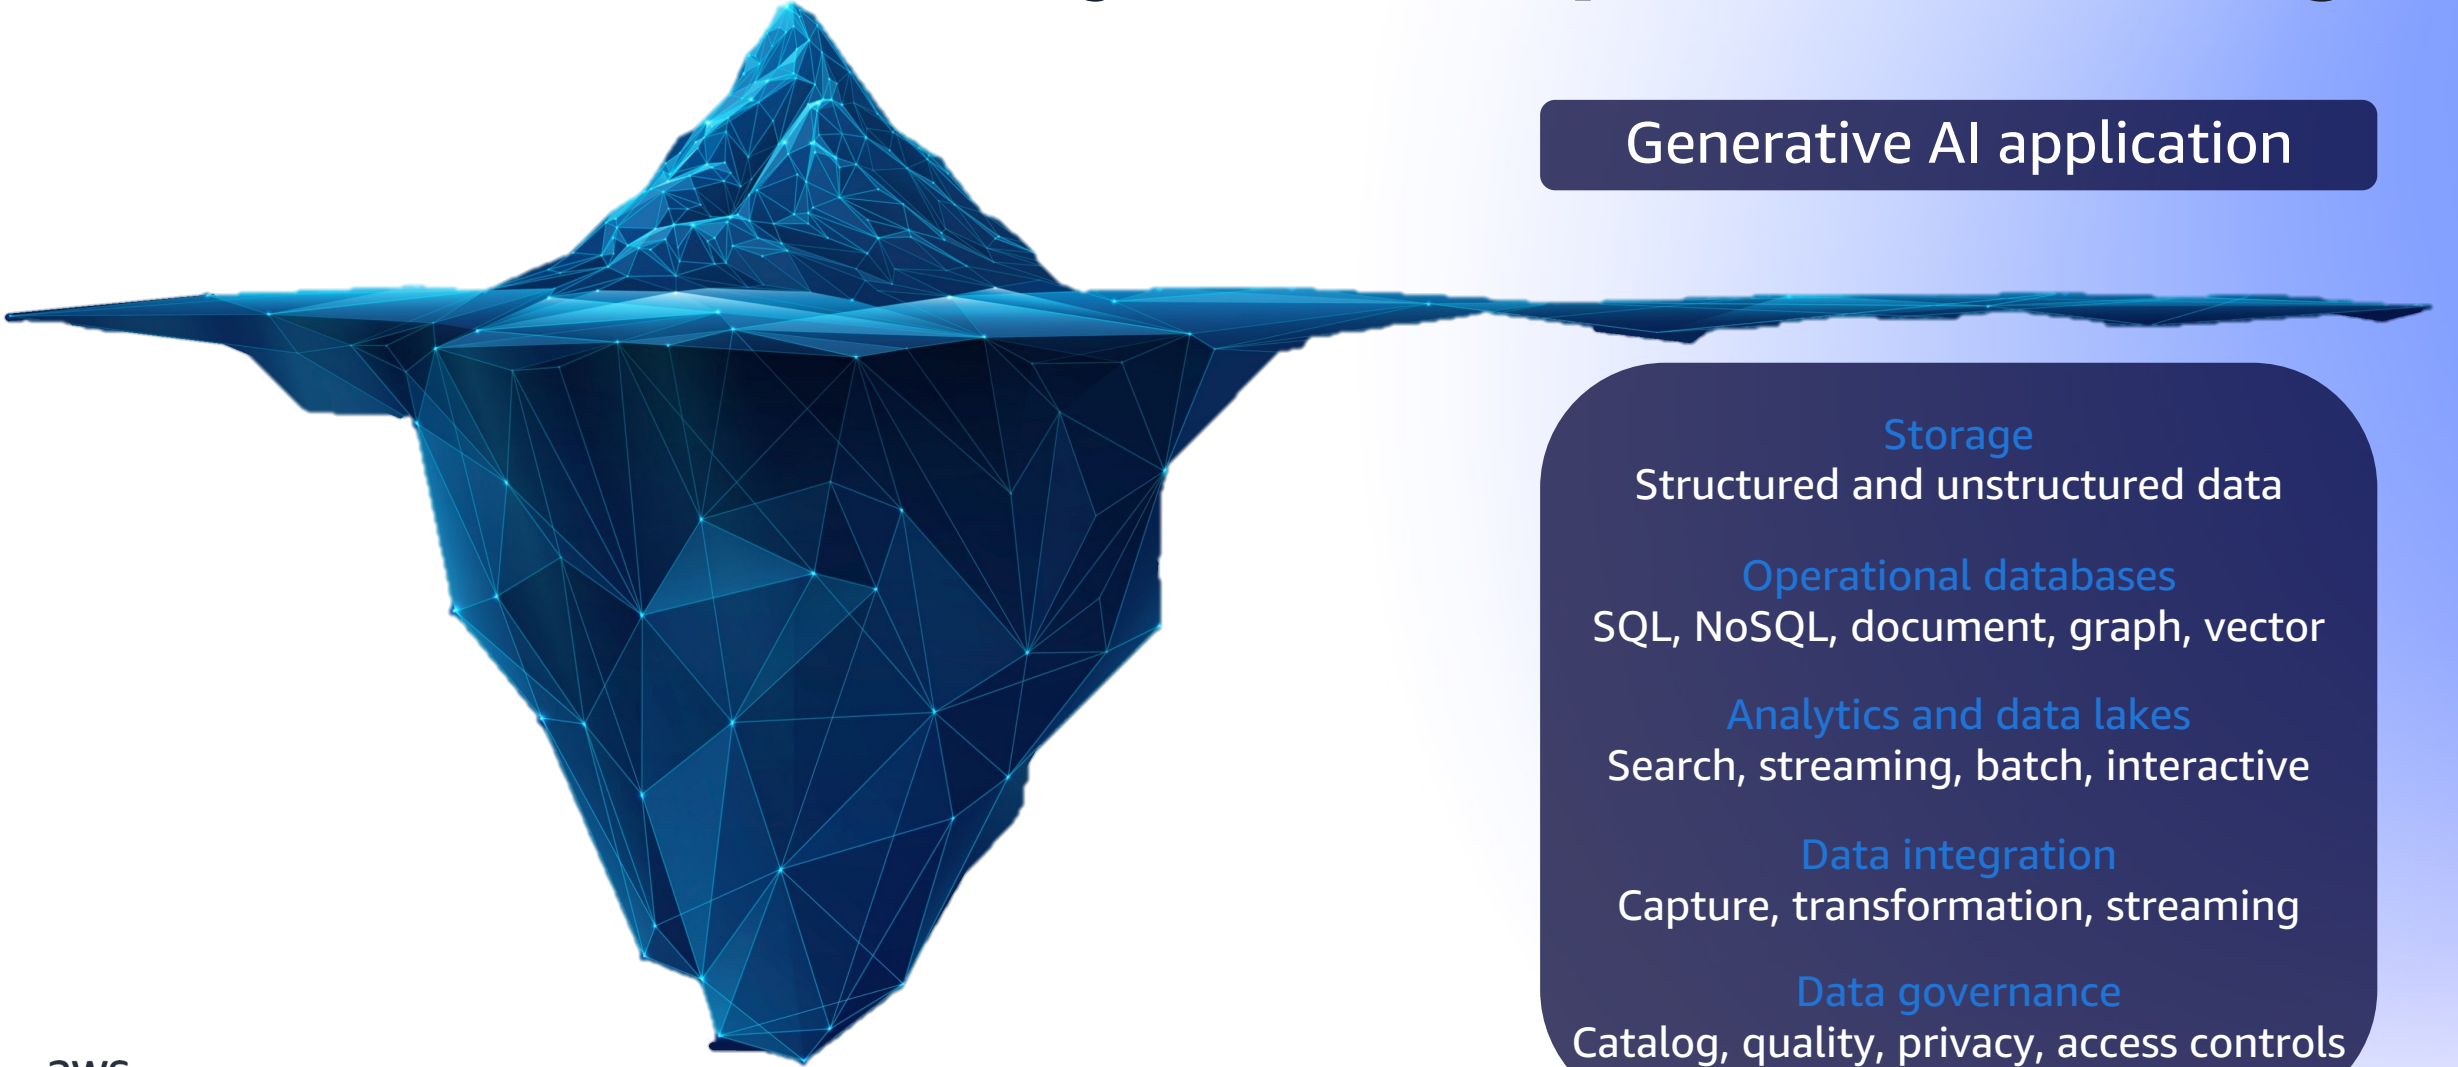 Generative AI application
Storage
Structured and unstructured data
Operational databases
SQL, NoSQL, document, graph, vector
Analytics and data lakes
Search, streaming, batch, interactive
Data integration
Capture, transformation, streaming
Data governance
Catalog, quality, privacy, access controls
aws